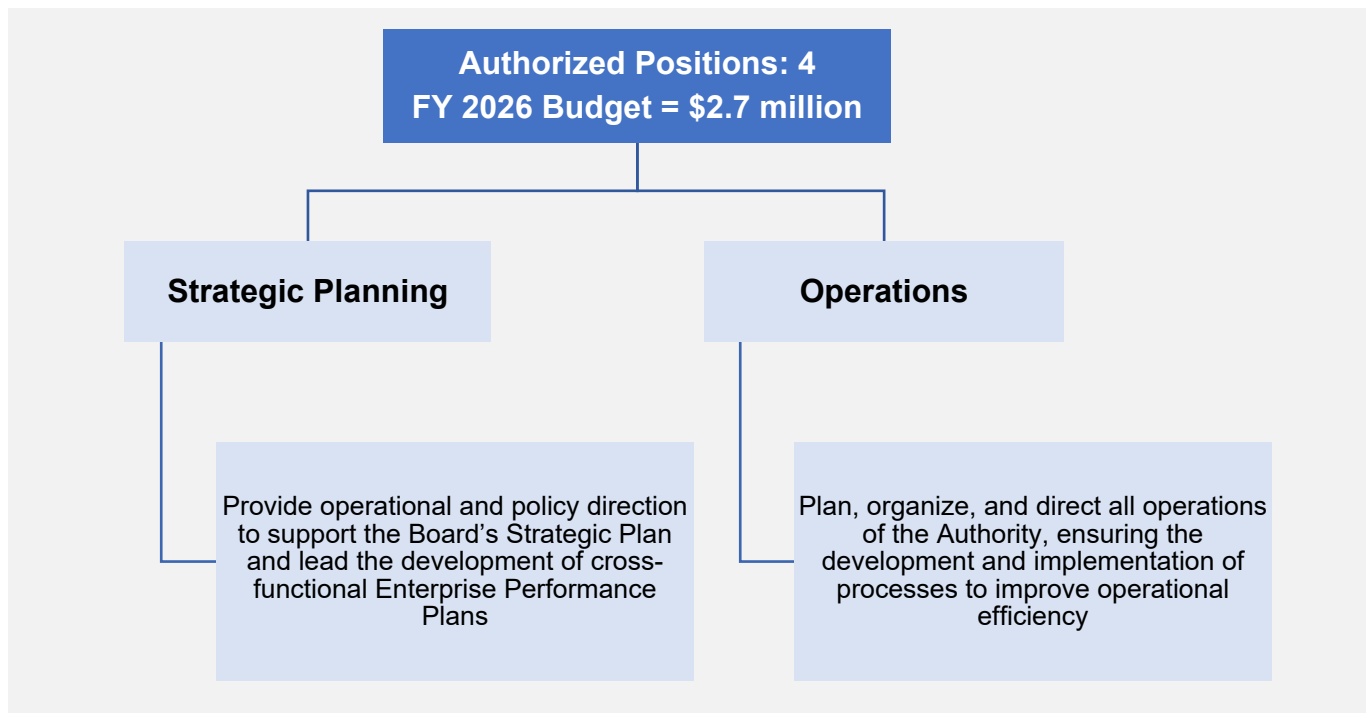 Authorized Positions: 4
FY 2026 Budget = $2.7 million
Strategic Planning
Operations
Provide operational and policy direction
to support the Board’s Strategic Plan
and lead the development of cross-
functional Enterprise Performance
Plans
Plan, organize, and direct all operations
of the Authority, ensuring the
development and implementation of
processes to improve operational
efficiency